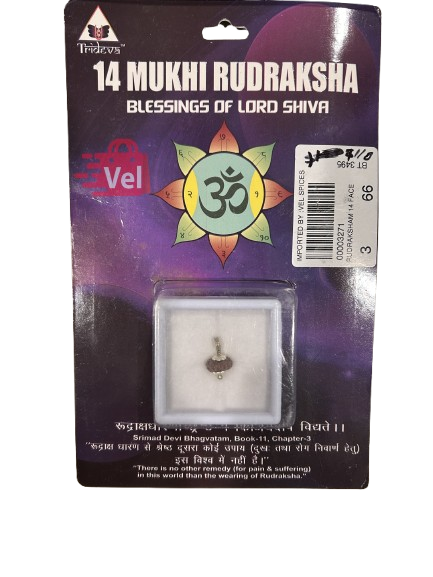 Trideva™
14 MUKHI RUDRAKSHA
BLESSINGS OF LORD SHIVA
Vel
ॐ
IMPORTED BY :VEL SPICES
00003271
RUDRAKSHAM 14 FACE
BT 3495
3 66
विद्यते।।
Srimad Devi Bhagvatam, Book-11, Chapter-3
"रूद्राक्ष धारण से श्रेष्ठ दूसरा कोई उपाय (दुखः तथा रोग निवार्ण हेतु)
इस विश्व में नहीं है।"
"There is no other remedy (for pain & suffering)
in this world than the wearing of Rudraksha."